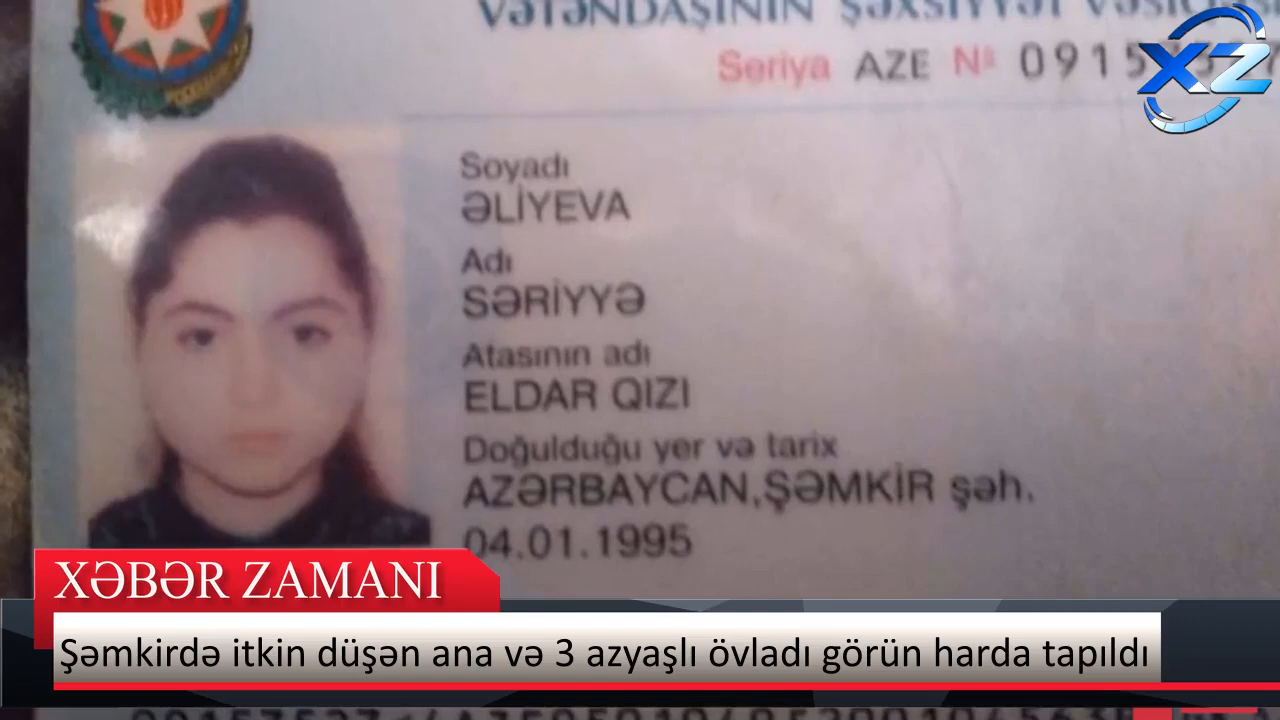 VƏTƏNDAŞININ ŞƏXSİYYƏT
Seriya AZE № 0915
XZ
Soyadı
ƏLİYEVA
Adı
SƏRİYYƏ
Atasının adı
ELDAR QIZI
Doğulduğu yer və tarix
AZƏRBAYCAN,ŞƏMKİR şəh.
04.01.1995
XƏBƏR ZAMANI
Şəmkirdə itkin düşən ana və 3 azyaşlı övladı görün harda tapıldı